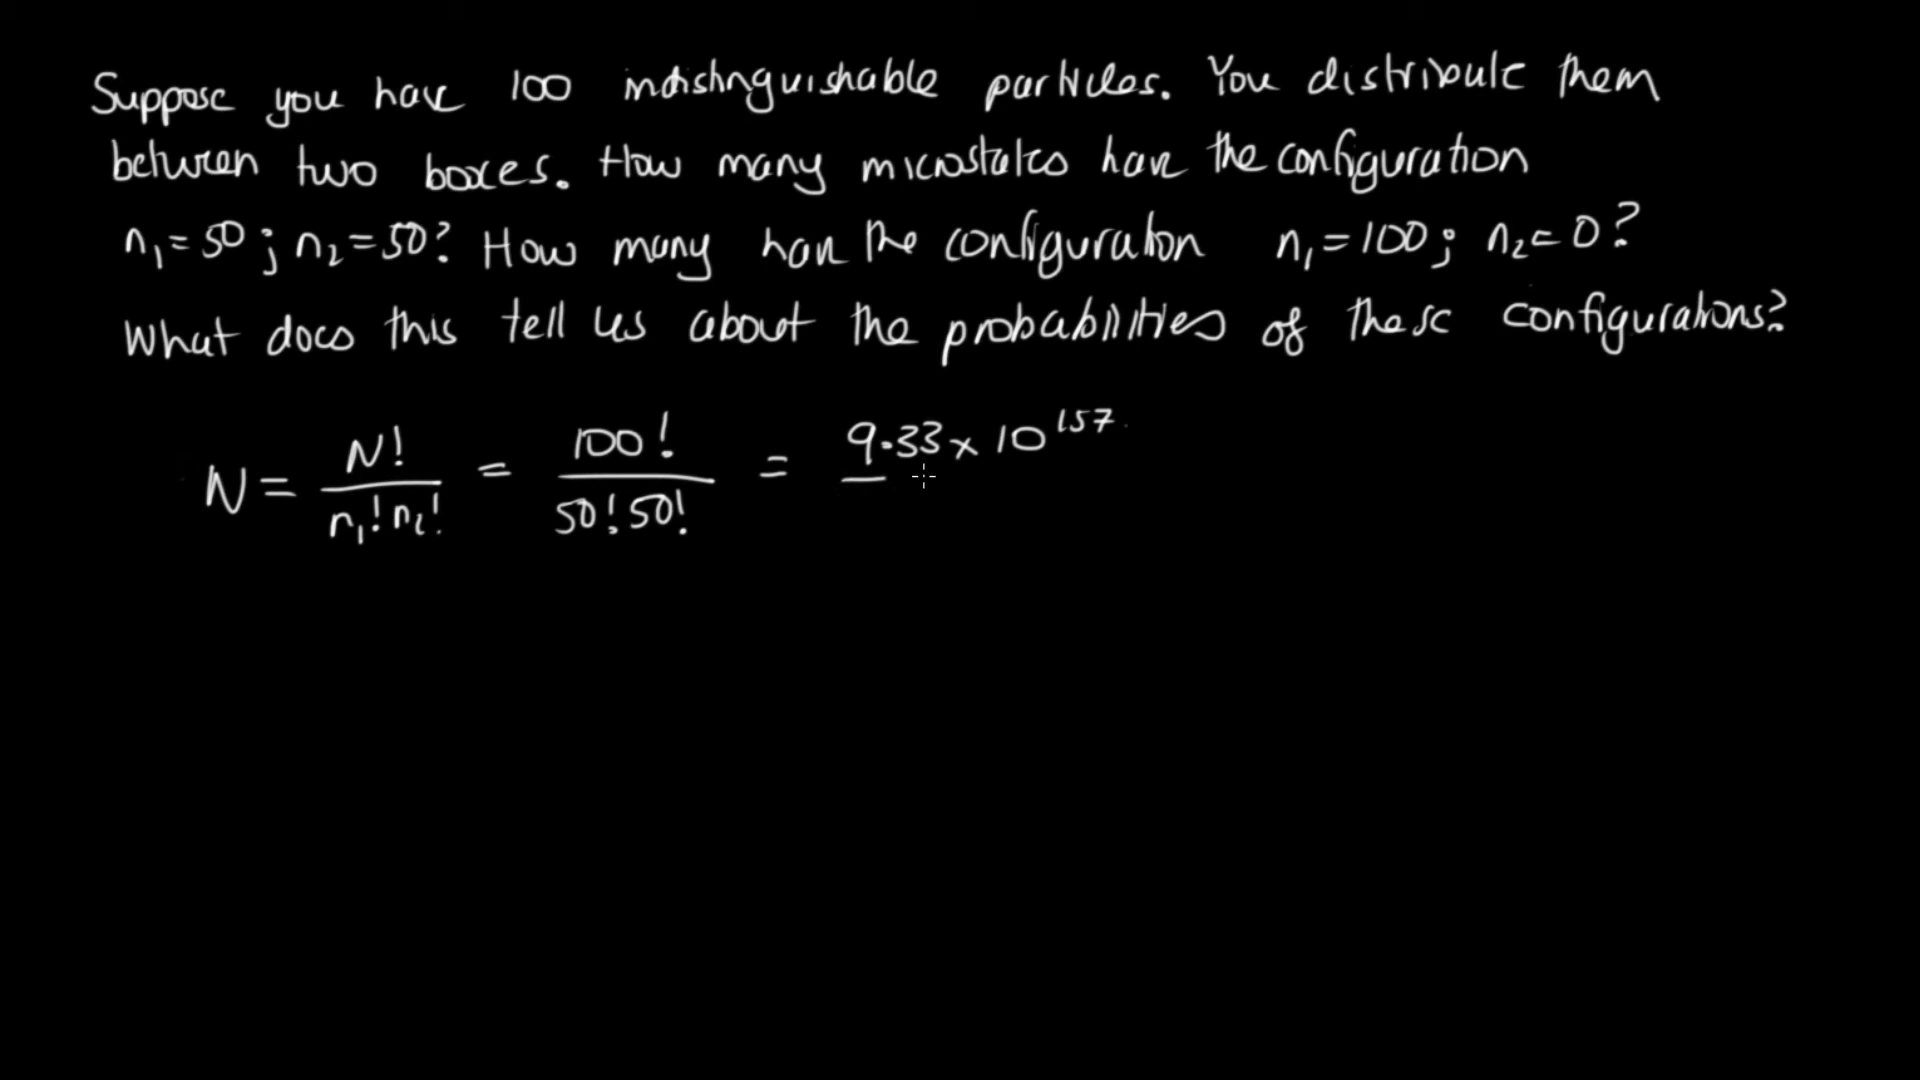 Suppose you have 100 indistinguishable particles. You distribute them
between two boxes. How many microstates have the configuration
n₁=50; n₂=50? How many have the configuration n₁=100; n₂=0?
What does this tell us about the probabilities of these configurations?
N = N!/(n₁!n₂!) = 100!/(50!50!) = 9.33×10¹⁵⁷